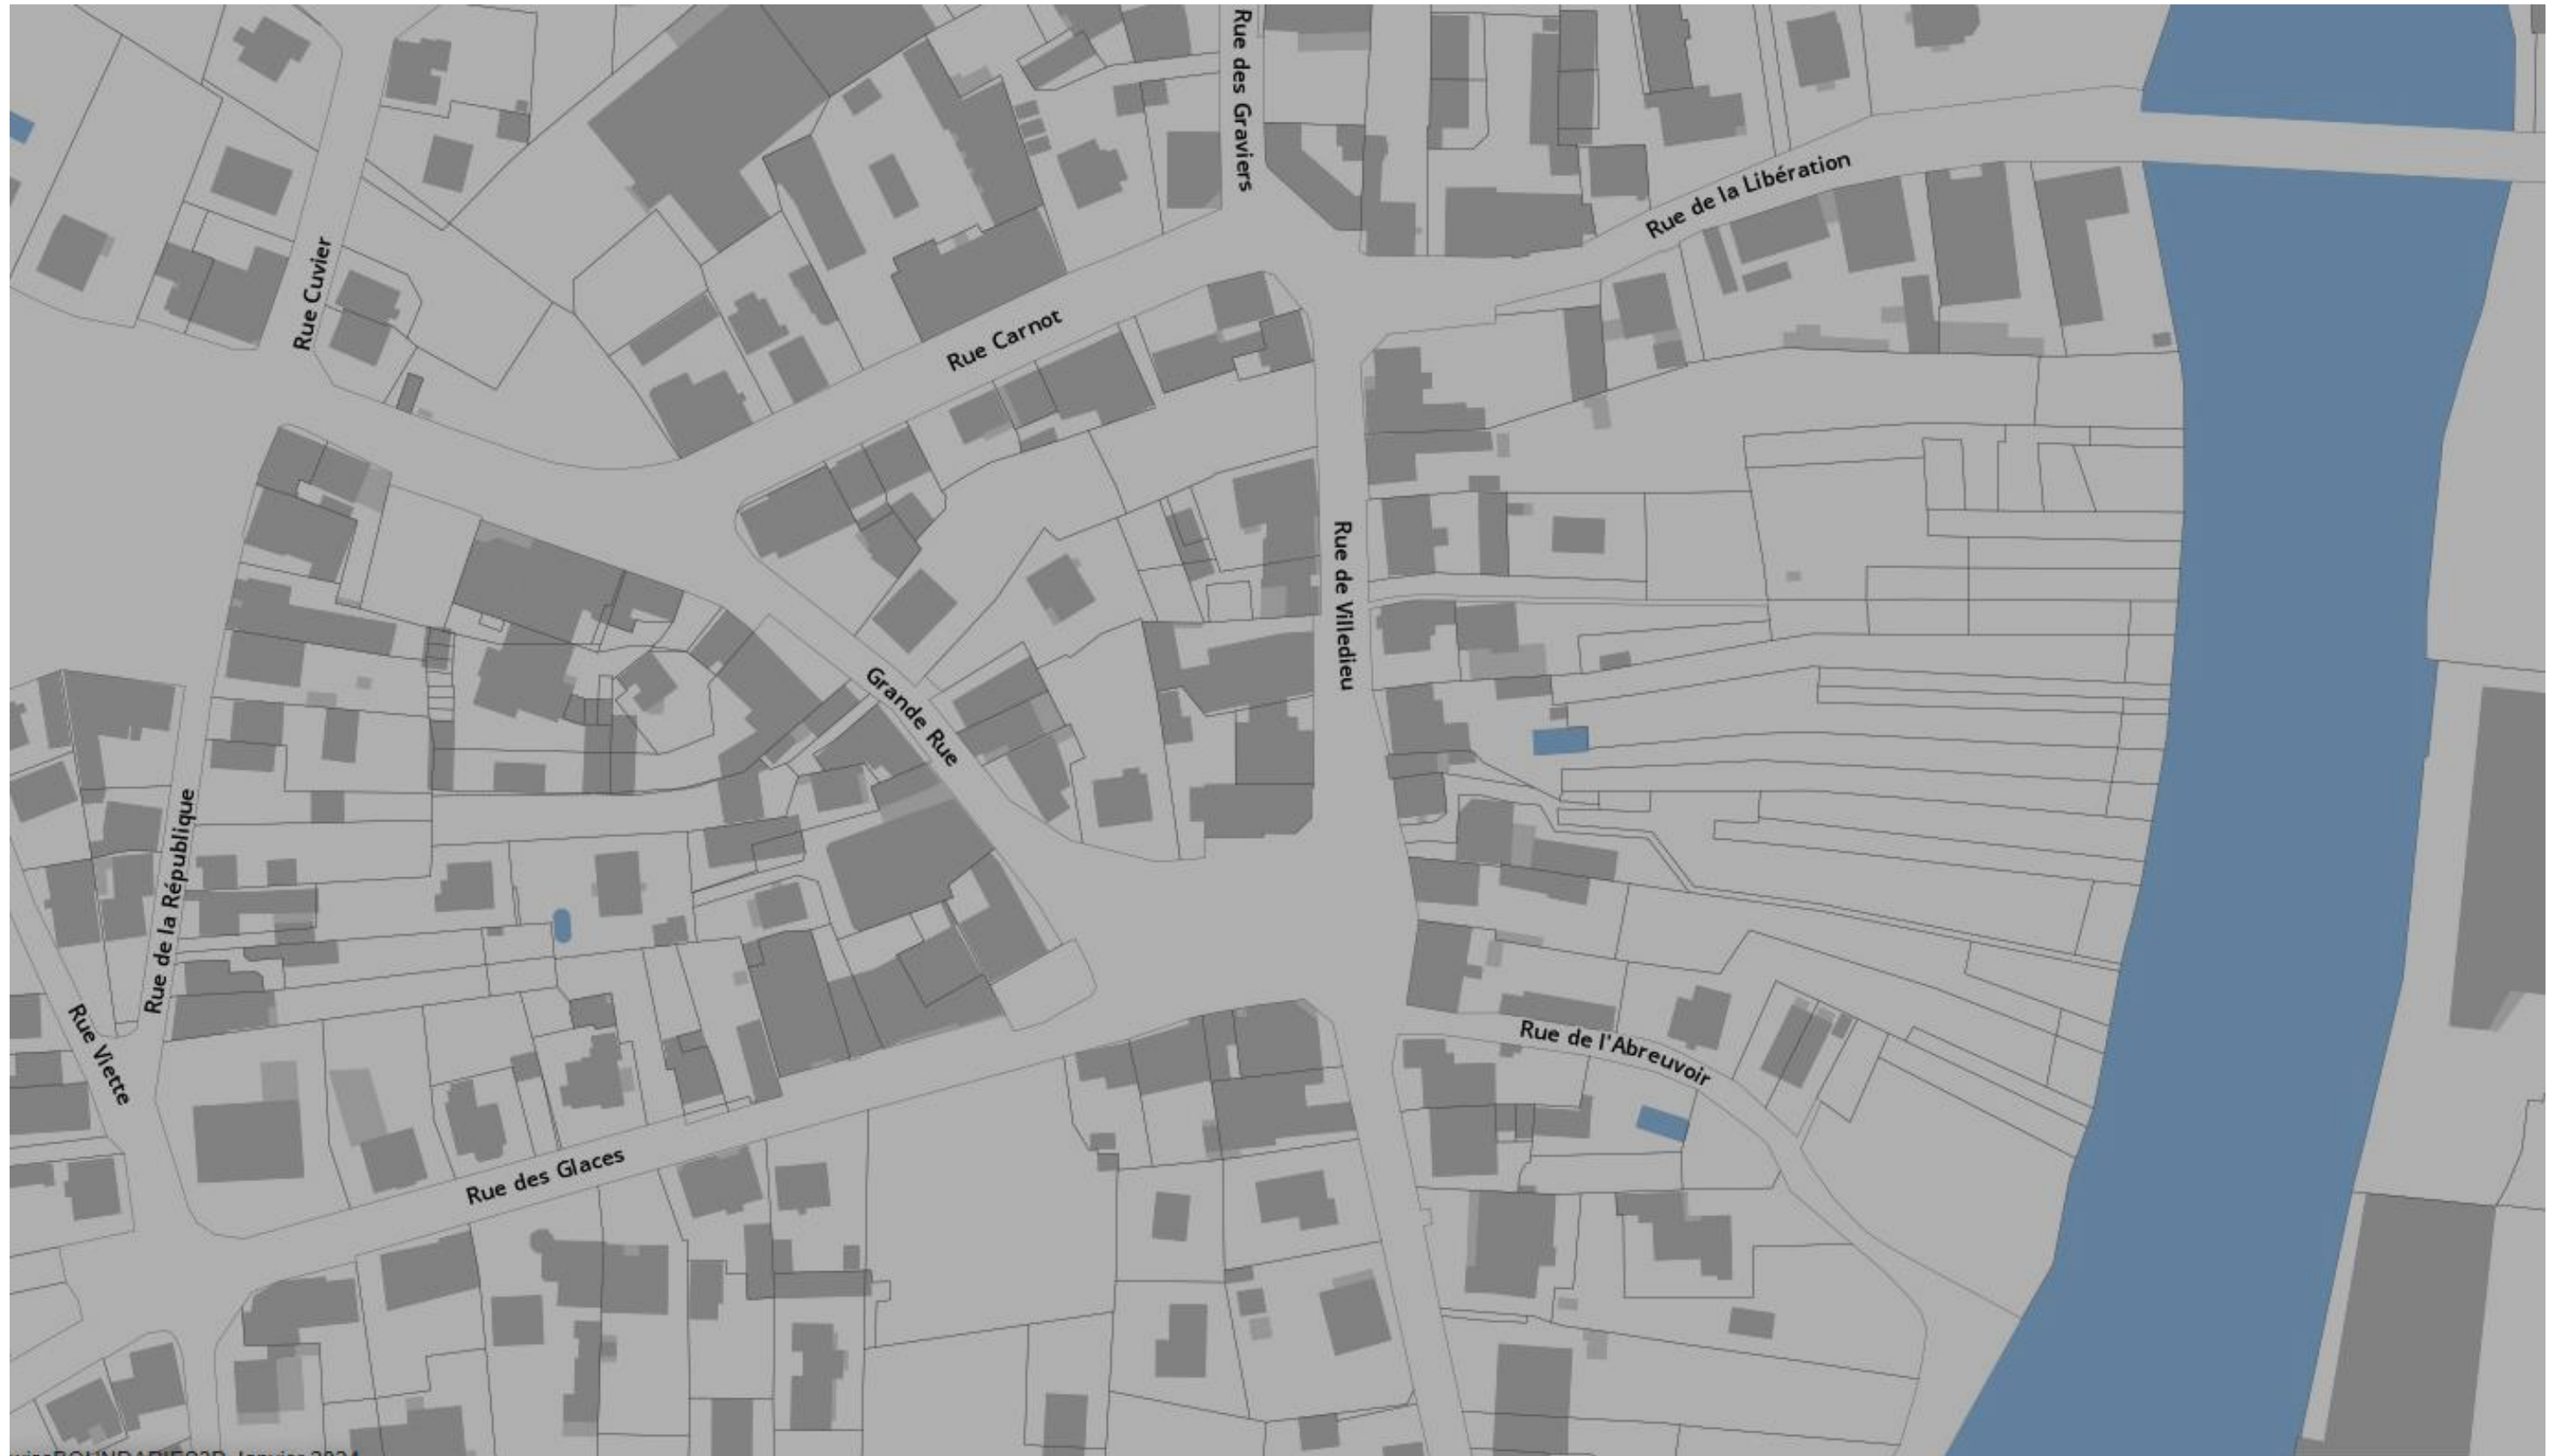 Rue des Graviers
Rue de la Libération
Rue Cuvier
Rue Carnot
Rue de Villedieu
Grande Rue
Rue de la République
Rue Viette
Rue de l'Abreuvoir
Rue des Glaces